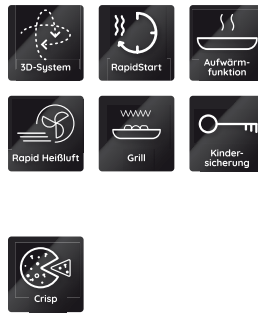 3D-System
RapidStart
Aufwärm-
funktion
Rapid Heißluft
Grill
Kinder-
sicherung
Crisp